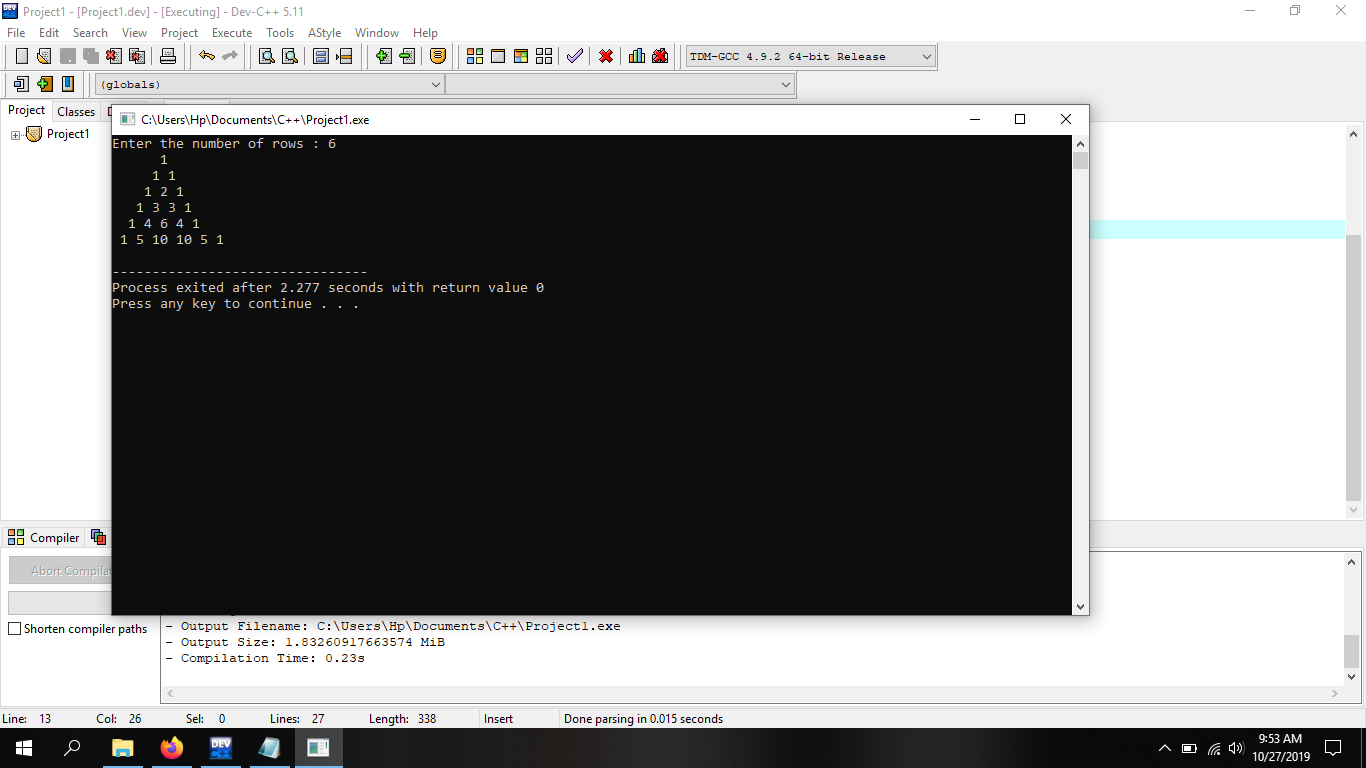 Project1 - [Project1.dev] - [Executing] - Dev-C++ 5.11
File Edit Search View Project Execute Tools AStyle Window Help
TDM-GCC 4.9.2 64-bit Release
(globals)
Project Classes
C:\Users\Hp\Documents\C++\Project1.exe
Project1
Enter the number of rows : 6
1
1 1
1 2 1
1 3 3 1
1 4 6 4 1
1 5 10 10 5 1
--------------------------------
Process exited after 2.277 seconds with return value 0
Press any key to continue . . .
Compiler
Abort Compilat
- Output Filename: C:\Users\Hp\Documents\C++\Project1.exe
Shorten compiler paths
- Output Size: 1.83260917663574 MiB
- Compilation Time: 0.23s
Line: 13 Col: 26 Sel: 0 Lines: 27 Length: 338 Insert Done parsing in 0.015 seconds
DEV C++
9:53 AM
10/27/2019